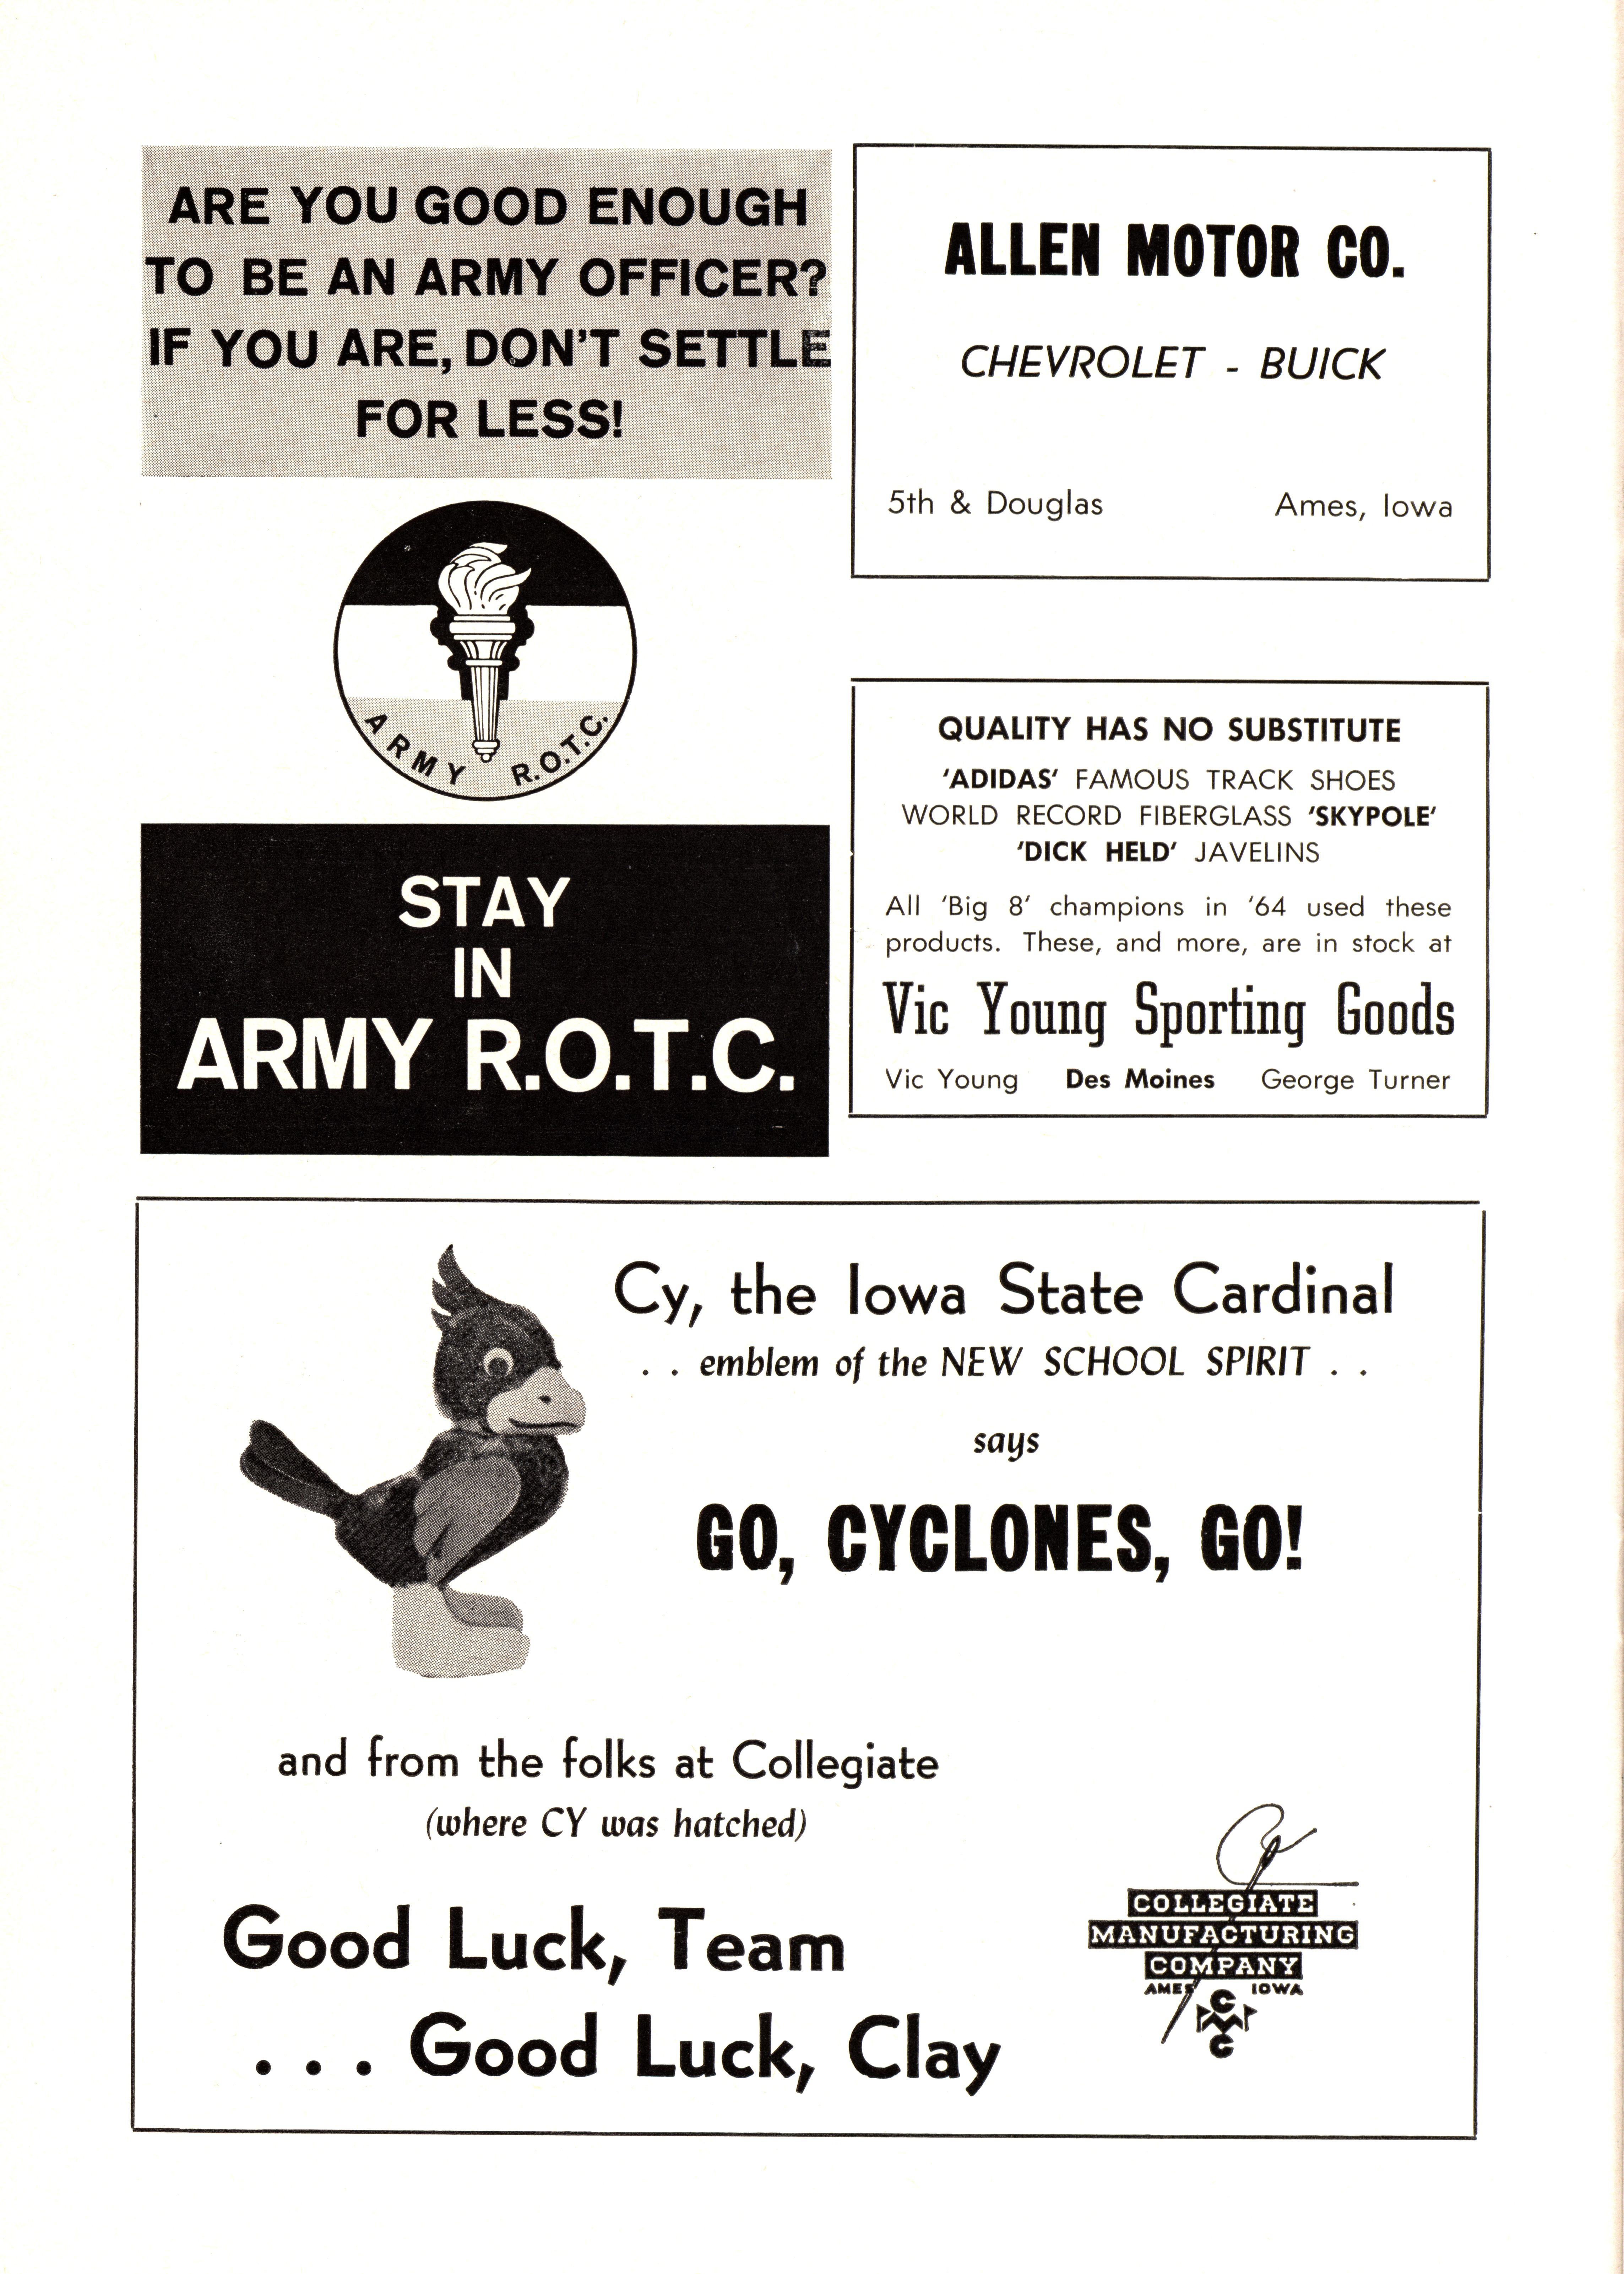 ARE YOU GOOD ENOUGH
TO BE AN ARMY OFFICER?
IF YOU ARE, DON'T SETTLE
FOR LESS!
ARMY R.O.T.C.
STAY
IN
ARMY R.O.T.C.
ALLEN MOTOR CO.
CHEVROLET - BUICK
5th & Douglas Ames, Iowa
QUALITY HAS NO SUBSTITUTE
'ADIDAS' FAMOUS TRACK SHOES
WORLD RECORD FIBERGLASS 'SKYPOLE'
'DICK HELD' JAVELINS
All 'Big 8' champions in '64 used these
products. These, and more, are in stock at
Vic Young Sporting Goods
Vic Young Des Moines George Turner
Cy, the Iowa State Cardinal
. . emblem of the NEW SCHOOL SPIRIT . .
says
GO, CYCLONES, GO!
and from the folks at Collegiate
(where CY was hatched)
Good Luck, Team
. . . Good Luck, Clay
COLLEGIATE
MANUFACTURING
COMPANY
AMES IOWA
C
M
C